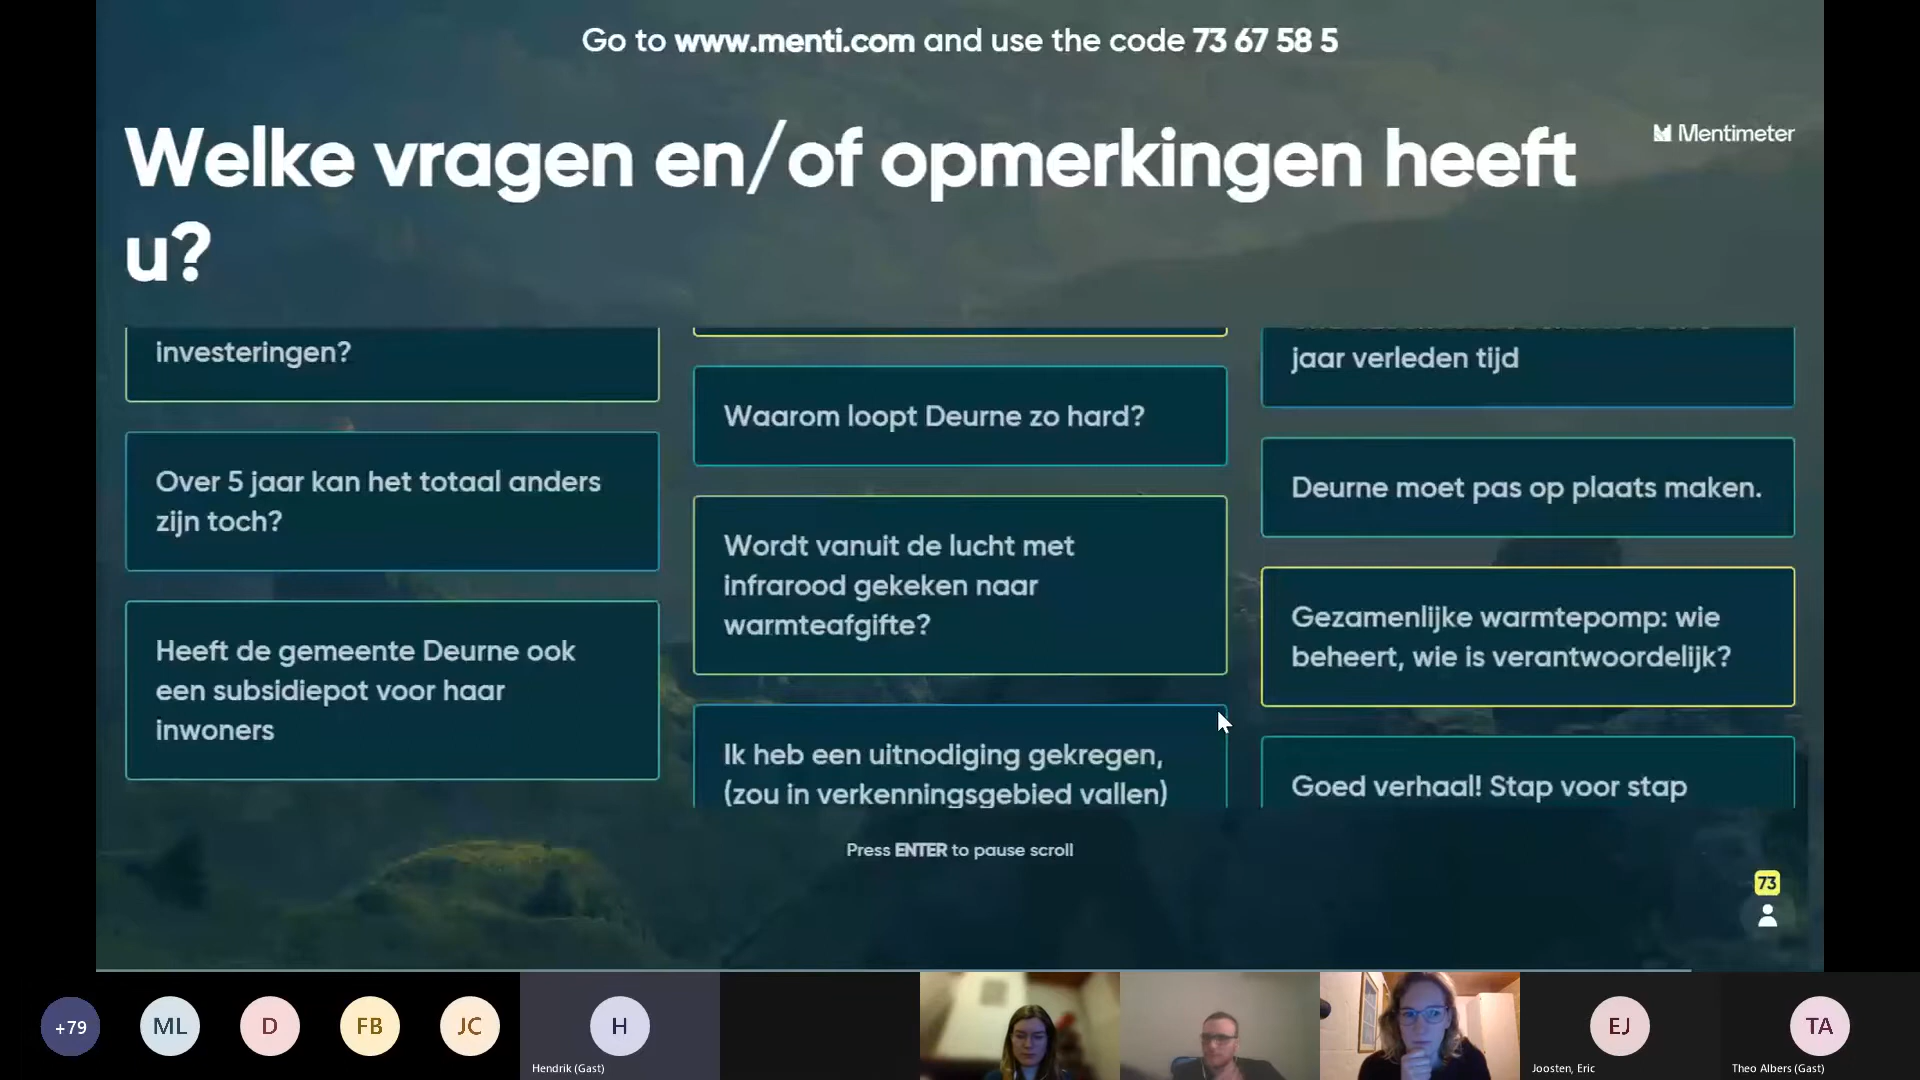 Go to www.menti.com and use the code 73 67 58 5
Mentimeter
Welke vragen en/of opmerkingen heeft
u?
investeringen?
Over 5 jaar kan het totaal anders
zijn toch?
Heeft de gemeente Deurne ook
een subsidiepot voor haar
inwoners
Waarom loopt Deurne zo hard?
Wordt vanuit de lucht met
infrarood gekeken naar
warmteafgifte?
Ik heb een uitnodiging gekregen,
(zou in verkenningsgebied vallen)
jaar verleden tijd
Deurne moet pas op plaats maken.
Gezamenlijke warmtepomp: wie
beheert, wie is verantwoordelijk?
Goed verhaal! Stap voor stap
Press ENTER to pause scroll
73
+79
ML
D
FB
JC
H
Hendrik (Gast)
EJ
Joosten, Eric
TA
Theo Albers (Gast)